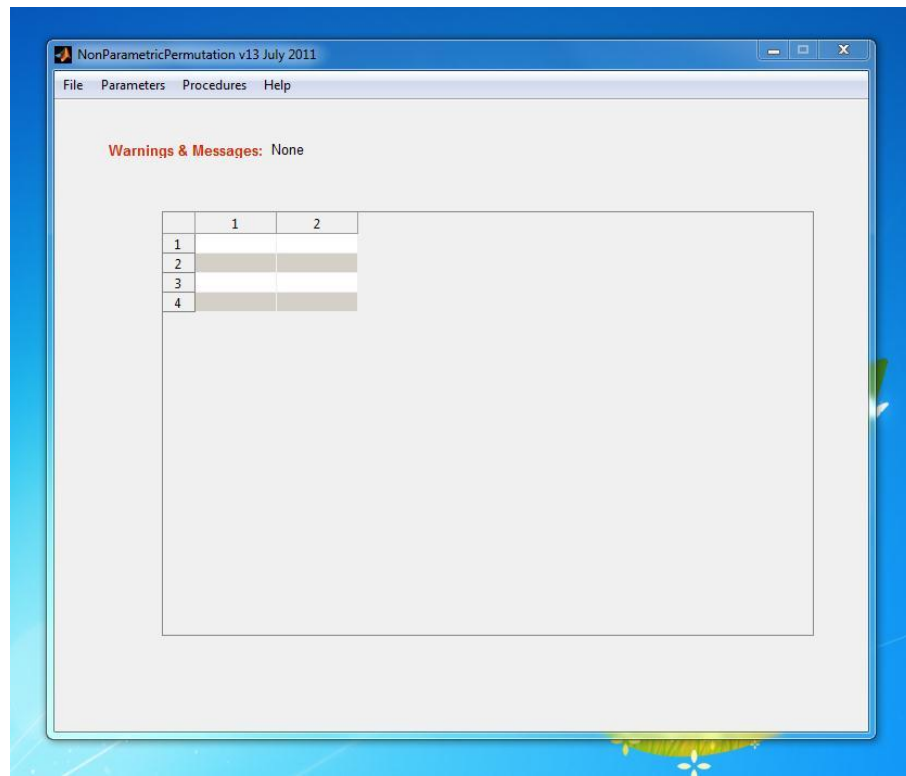 NonParametricPermutation v13 July 2011
File Parameters Procedures Help
Warnings & Messages: None
1 2
1
2
3
4